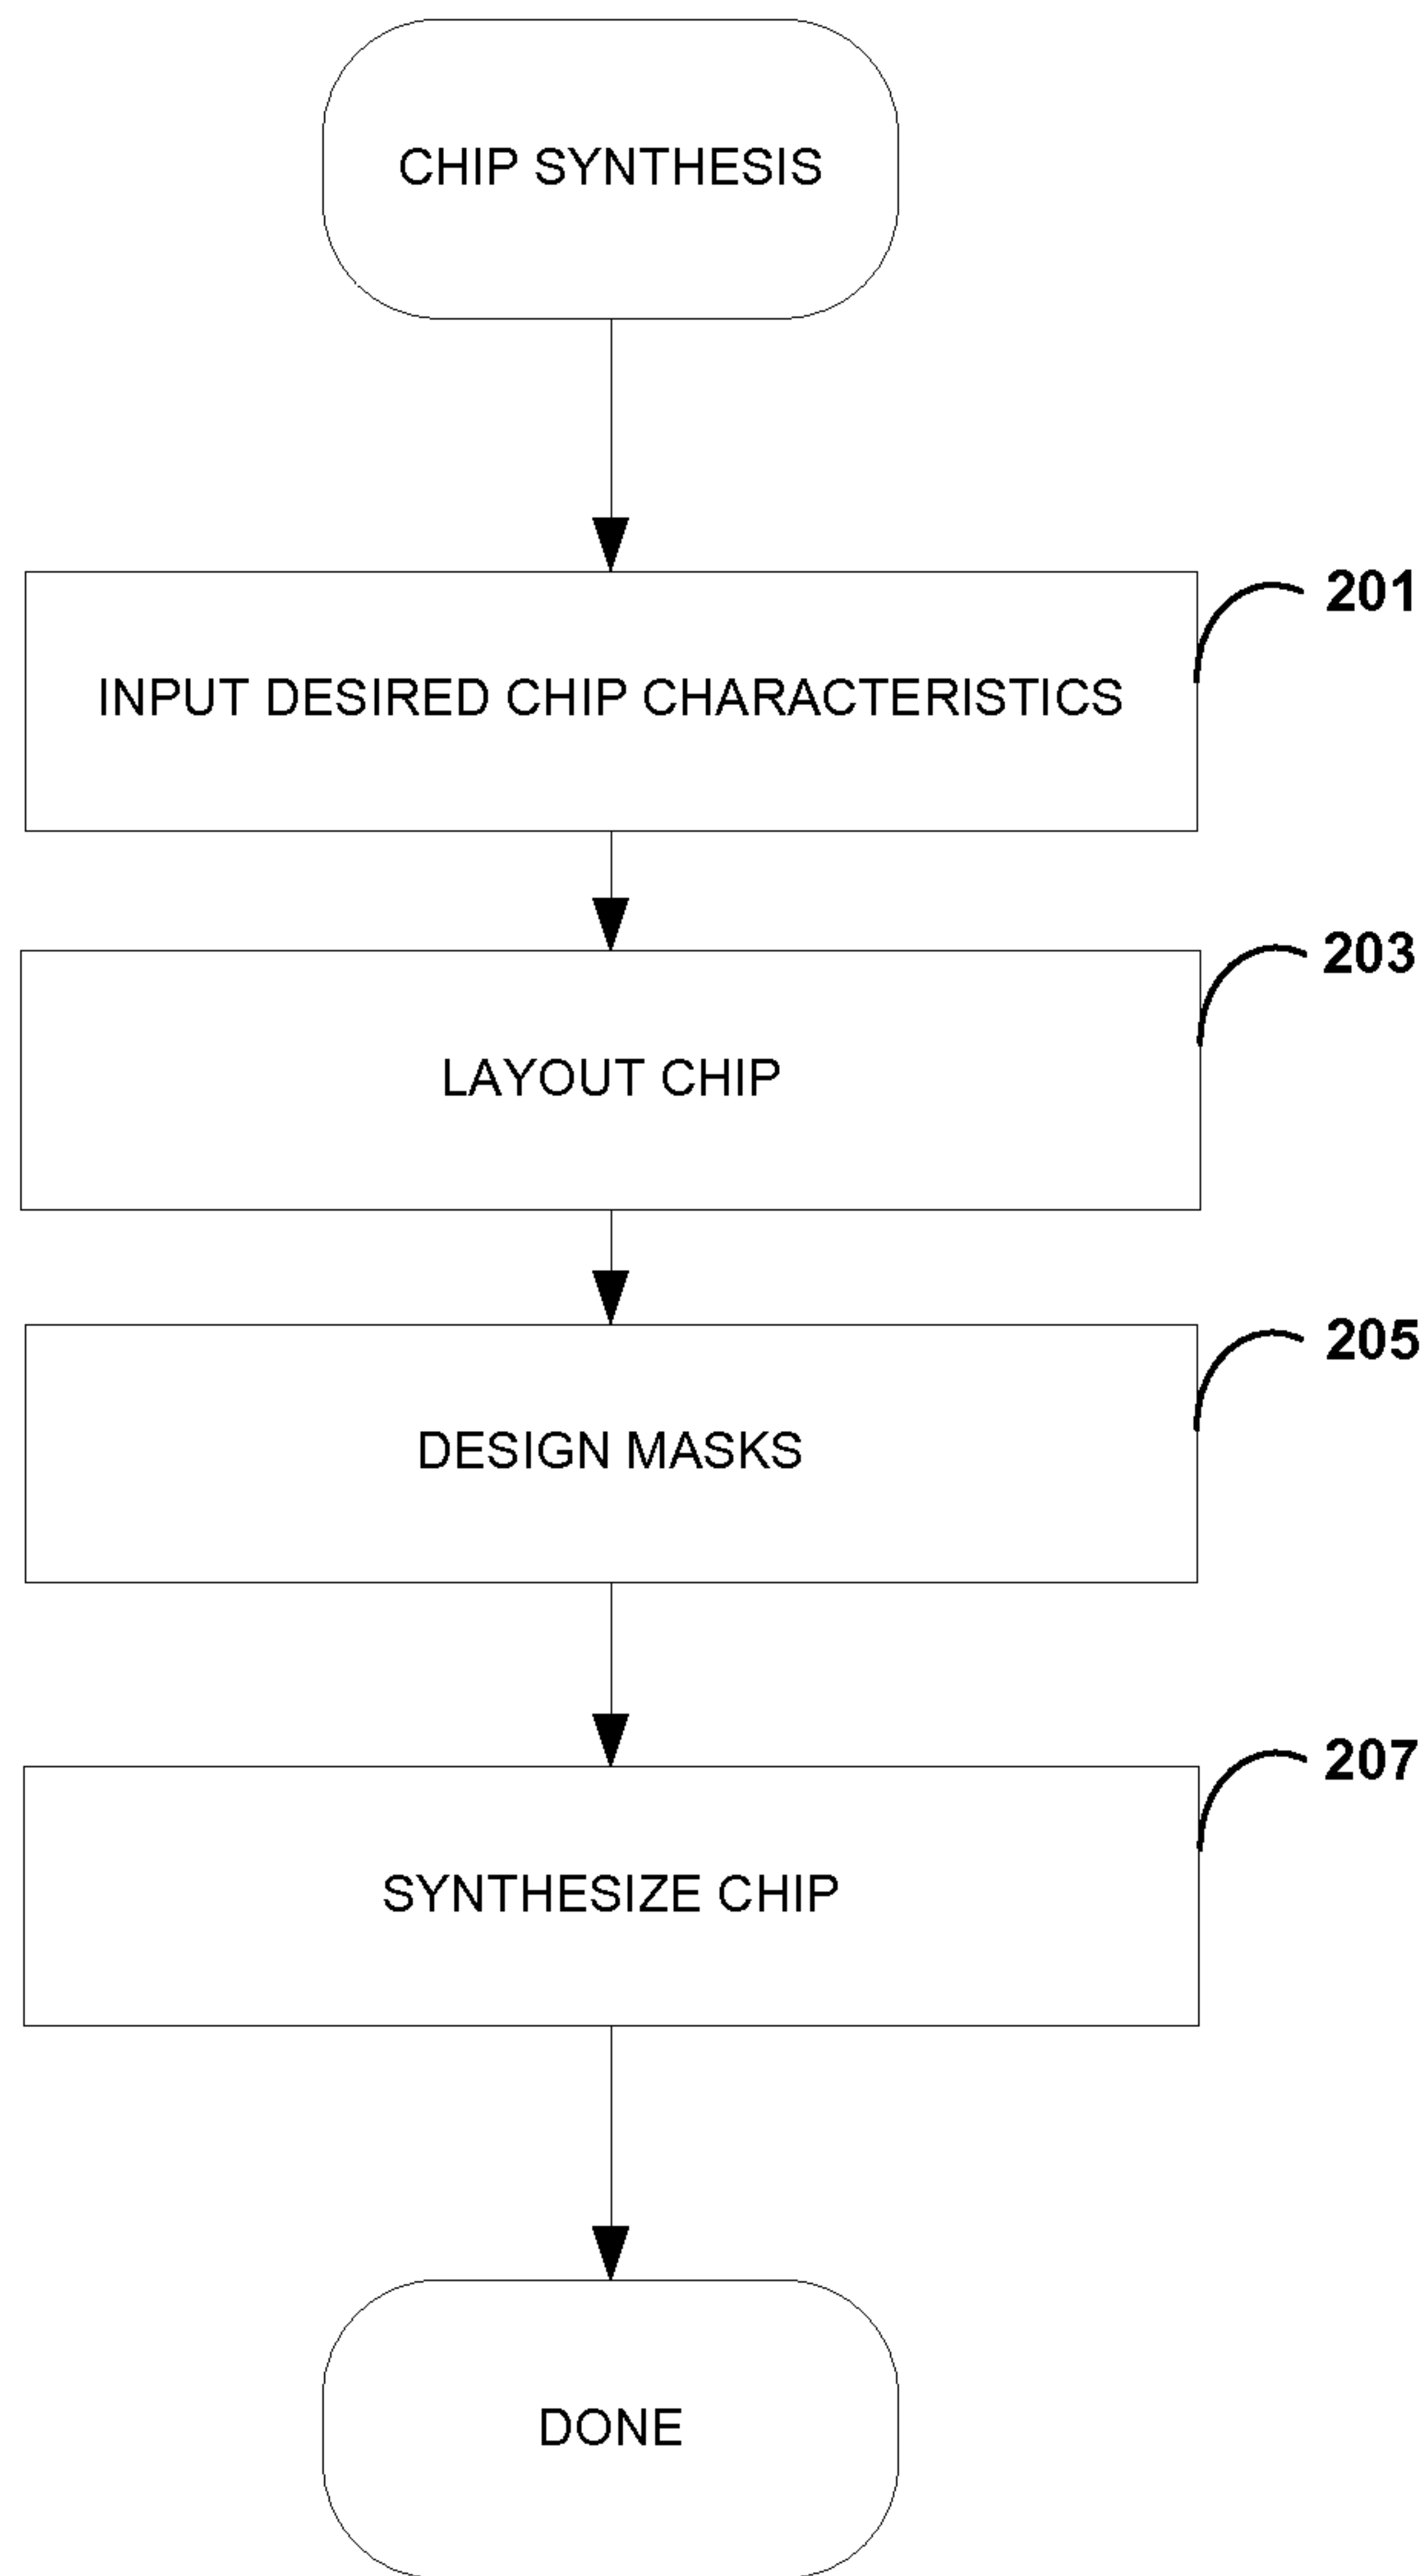 CHIP SYNTHESIS
201
INPUT DESIRED CHIP CHARACTERISTICS
203
LAYOUT CHIP
205
DESIGN MASKS
207
SYNTHESIZE CHIP
DONE